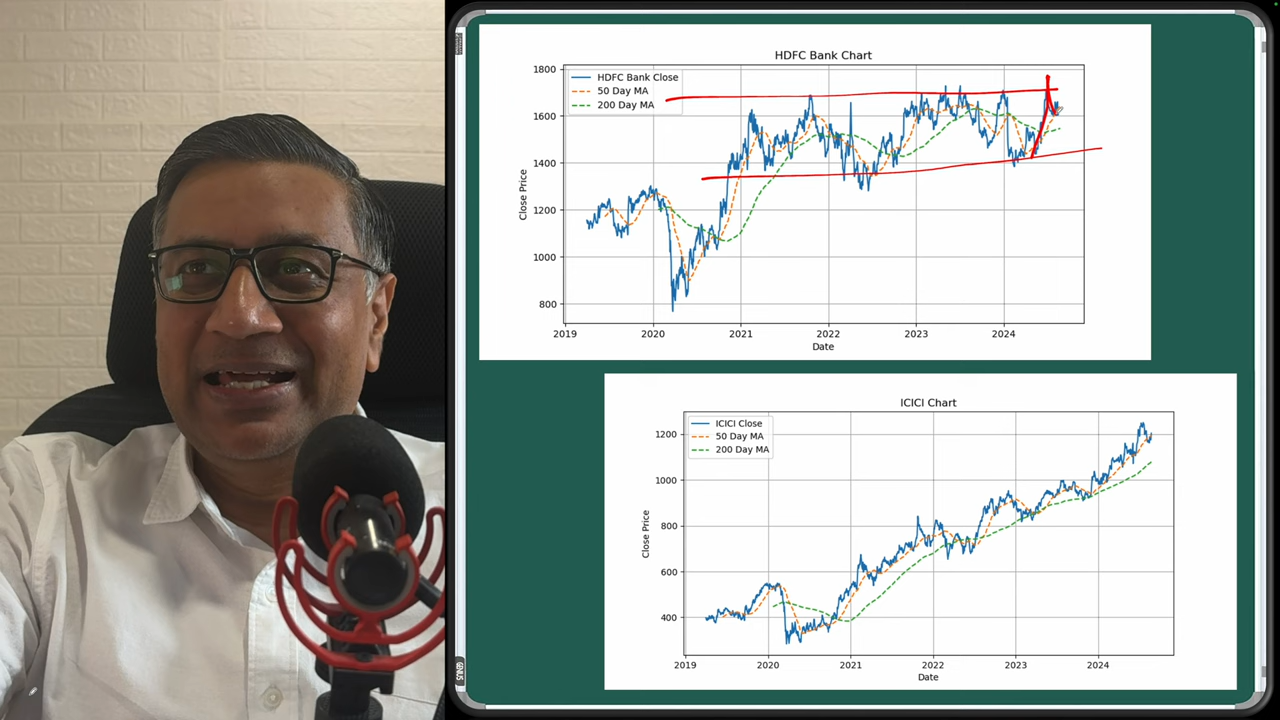 HDFC Bank Chart
1800
1600
1400
1200
1000
800
Close Price
HDFC Bank Close
50 Day MA
200 Day MA
2019 2020 2021 2022 2023 2024
Date
ICICI Chart
1200
1000
800
600
400
Close Price
ICICI Close
50 Day MA
200 Day MA
2019 2020 2021 2022 2023 2024
Date
GENIUS